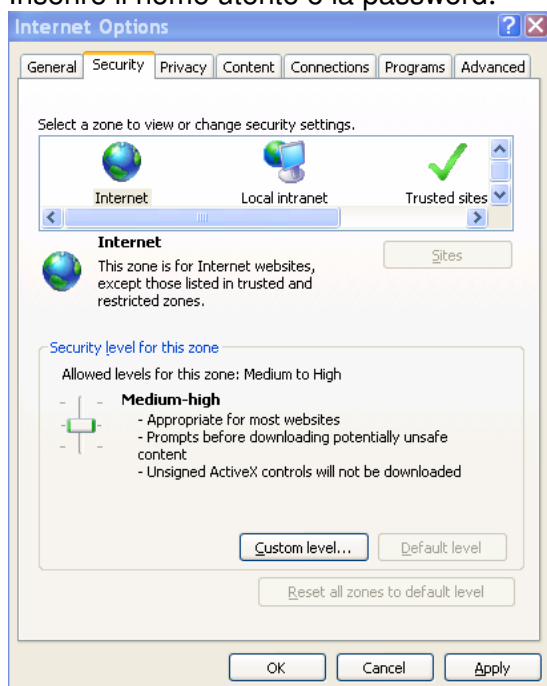 Inserire il nome utente e la password.
Internet Options
General Security Privacy Content Connections Programs Advanced
Select a zone to view or change security settings.
Internet Local intranet Trusted sites
Internet
Sites
This zone is for Internet websites,
except those listed in trusted and
restricted zones.
Security level for this zone
Allowed levels for this zone: Medium to High
Medium-high
- Appropriate for most websites
- Prompts before downloading potentially unsafe
content
- Unsigned ActiveX controls will not be downloaded
Custom level... Default level
Reset all zones to default level
OK Cancel Apply